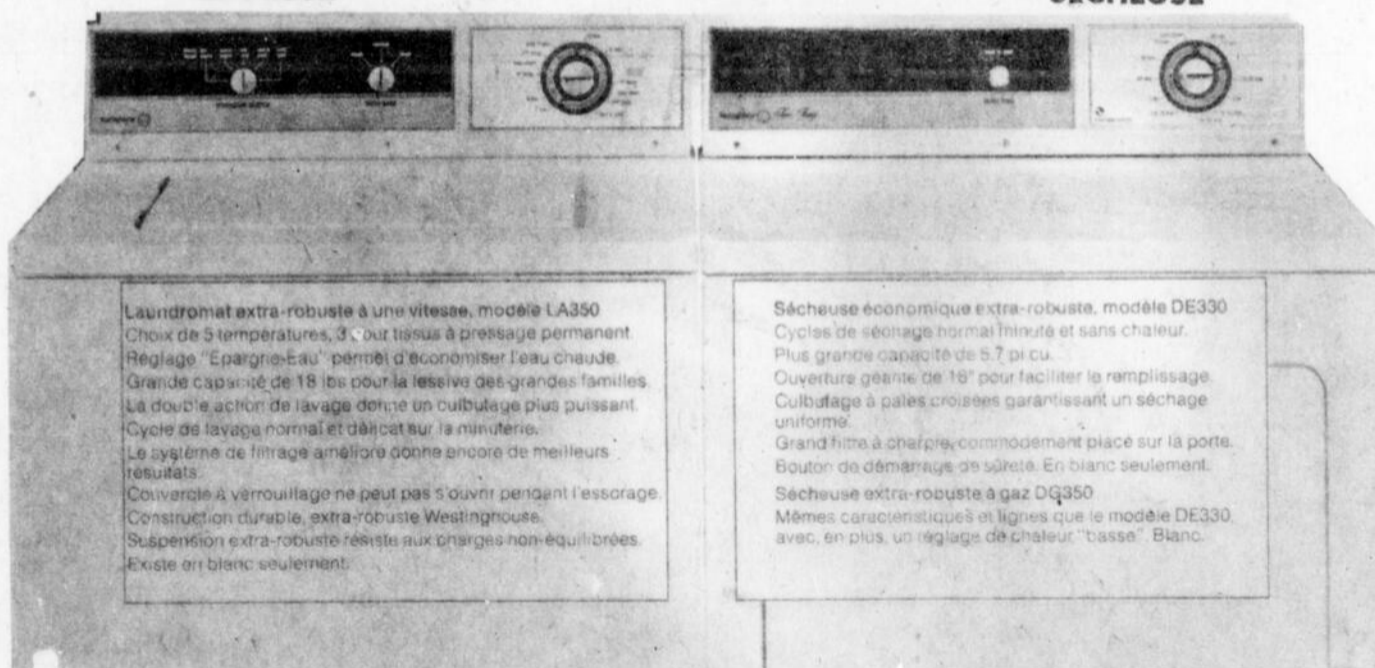 SÉCHEUSE
Laundromat extra-robuste à une vitesse, modèle LA350
Choix de 5 températures, 3 pour tissus à pressage permanent.
Réglage "Epargne-Eau" permet d'économiser l'eau chaude.
Grande capacité de 18 lbs pour la lessive des grandes familles.
La double action de lavage donne un culbutage plus puissant.
Cycle de lavage normal et délicat sur la minuterie.
Le système de filtrage amélioré donne encore de meilleurs
résultats.
Couvercle à verrouillage ne peut pas s'ouvrir pendant l'essorage.
Construction durable, extra-robuste Westinghouse.
Suspension extra-robuste résiste aux charges non-équilibrées.
Existe en blanc seulement.
Sécheuse économique extra-robuste, modèle DE330
Cycles de séchage normal minuté et sans chaleur.
Plus grande capacité de 5.7 pi cu.
Ouverture géante de 16" pour faciliter le remplissage.
Culbutage à pales croisées garantissant un séchage
uniforme.
Grand filtre à charpie, commodément placé sur la porte.
Bouton de démarrage de sûreté. En blanc seulement.
Sécheuse extra-robuste à gaz DG350
Mêmes caractéristiques et lignes que le modèle DE330
avec, en plus, un réglage de chaleur "basse". Blanc.